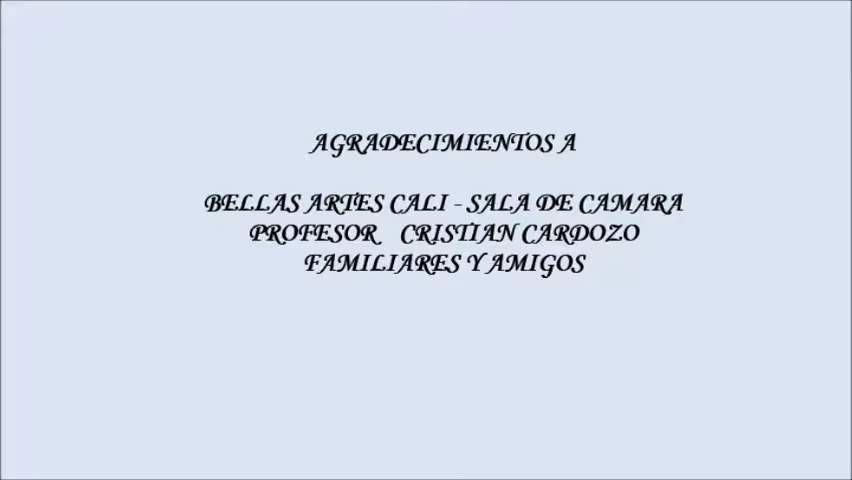 AGRADECIMIENTOS A
BELLAS ARTES CALI - SALA DE CAMARA
PROFESOR CRISTIAN CARDOZO
FAMILIARES Y AMIGOS